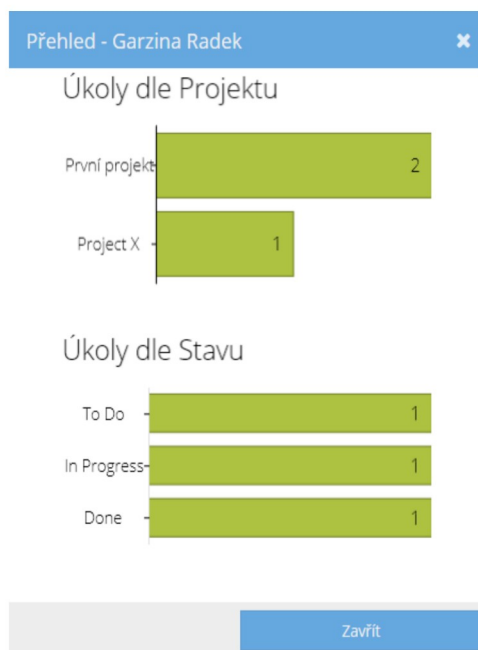 Přehled - Garzina Radek
Úkoly dle Projektu
První projekt 2
Project X 1
Úkoly dle Stavu
To Do 1
In Progress 1
Done 1
Zavřít